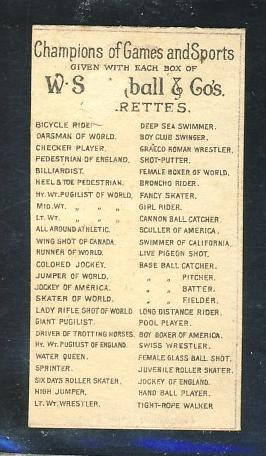 Champions of Games and Sports
GIVEN WITH EACH BOX OF
W. S ball & Co's.
RETTES.
BICYCLE RIDER
OARSMAN OF WORLD.
CHECKER PLAYER.
PEDESTRIAN OF ENGLAND.
BILLIARDIST.
HEEL & TOE PEDESTRIAN.
HY. WT. PUGILIST OF WORLD.
MID. WT. " " "
LT. WT. " " "
ALL AROUND ATHLETIC.
WING SHOT OF CANADA.
RUNNER OF WORLD.
COLORED JOCKEY.
JUMPER OF WORLD.
JOCKEY OF AMERICA.
SKATER OF WORLD.
LADY RIFLE SHOT OF WORLD
GIANT PUGILIST.
DRIVER OF TROTTING HORSES.
HY. WT. PUGILIST OF ENGLAND.
WATER QUEEN.
SPRINTER.
SIX DAYS ROLLER SKATER.
HIGH JUMPER.
LT. WT. WRESTLER.
DEEP SEA SWIMMER.
BOY CLUB SWINGER.
GRÆCO ROMAN WRESTLER.
SHOT-PUTTER.
FEMALE BOXER OF WORLD.
BRONCHO RIDER.
FANCY SKATER.
GIRL RIDER.
CANNON BALL CATCHER.
SCULLER OF AMERICA.
SWIMMER OF CALIFORNIA.
LIVE PIGEON SHOT.
BASE BALL CATCHER.
" " PITCHER.
" " BATTER.
" " FIELDER.
LONG DISTANCE RIDER.
POOL PLAYER.
BOY BOXER OF AMERICA.
SWISS WRESTLER.
FEMALE GLASS BALL SHOT.
JUVENILE ROLLER SKATER.
JOCKEY OF ENGLAND.
HAND BALL PLAYER.
TIGHT-ROPE WALKER